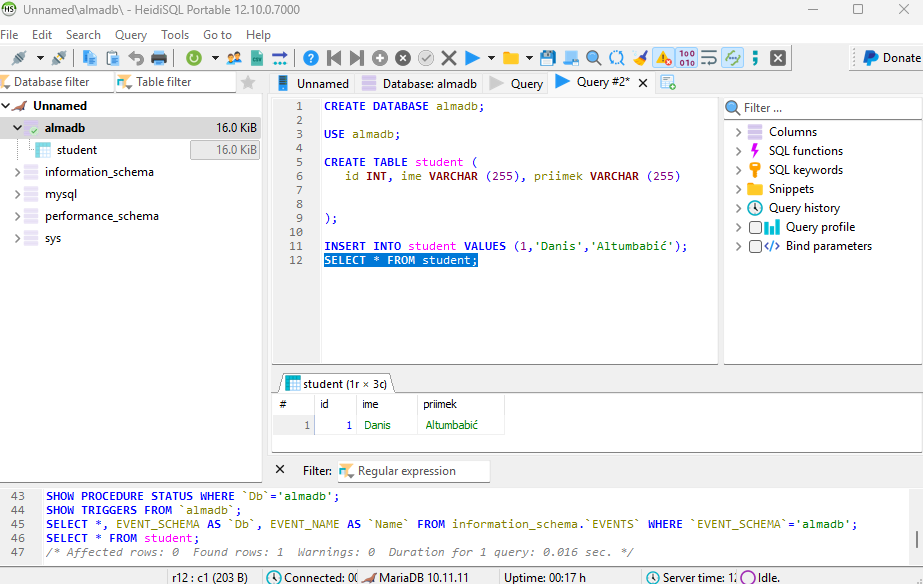 Unnamed\almadb\ - HeidiSQL Portable 12.10.0.7000
File Edit Search Query Tools Go to Help
Donate
Database filter Table filter
Unnamed Database: almadb Query Query #2*
Unnamed
almadb 16.0 KiB
student 16.0 KiB
information_schema
mysql
performance_schema
sys
1 CREATE DATABASE almadb;
2
3 USE almadb;
4
5 CREATE TABLE student (
6 id INT, ime VARCHAR (255), priimek VARCHAR (255)
7
8
9 );
10
11 INSERT INTO student VALUES (1,'Danis','Altumbabić');
12 SELECT * FROM student;
Filter ...
Columns
SQL functions
SQL keywords
Snippets
Query history
Query profile
Bind parameters
student (1r × 3c)
# id ime priimek
1 1 Danis Altumbabić
Filter: Regular expression
43 SHOW PROCEDURE STATUS WHERE `Db`='almadb';
44 SHOW TRIGGERS FROM `almadb`;
45 SELECT *, EVENT_SCHEMA AS `Db`, EVENT_NAME AS `Name` FROM information_schema.`EVENTS` WHERE `EVENT_SCHEMA`='almadb';
46 SELECT * FROM student;
47 /* Affected rows: 0 Found rows: 1 Warnings: 0 Duration for 1 query: 0.016 sec. */
r12 : c1 (203 B) Connected: 00 MariaDB 10.11.11 Uptime: 00:17 h Server time: 12 Idle.